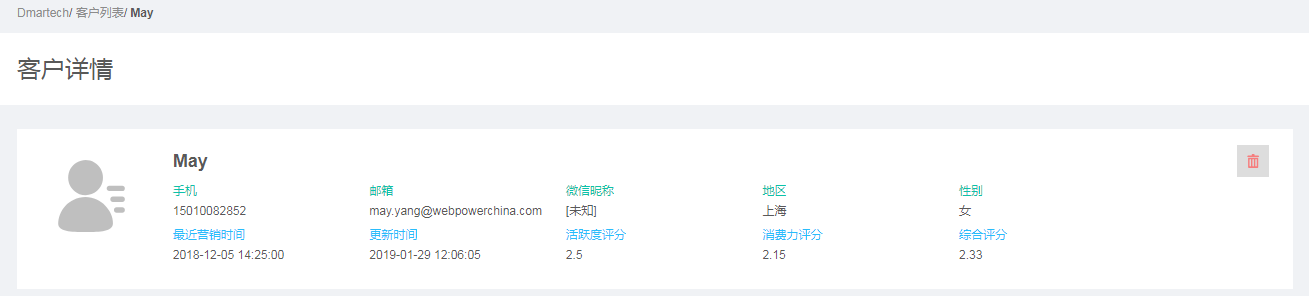 Dmartech/ 客户列表/ May
客户详情
May
手机 邮箱 微信昵称 地区 性别
15010082852 may.yang@webpowerchina.com [未知] 上海 女
最近营销时间 更新时间 活跃度评分 消费力评分 综合评分
2018-12-05 14:25:00 2019-01-29 12:06:05 2.5 2.15 2.33